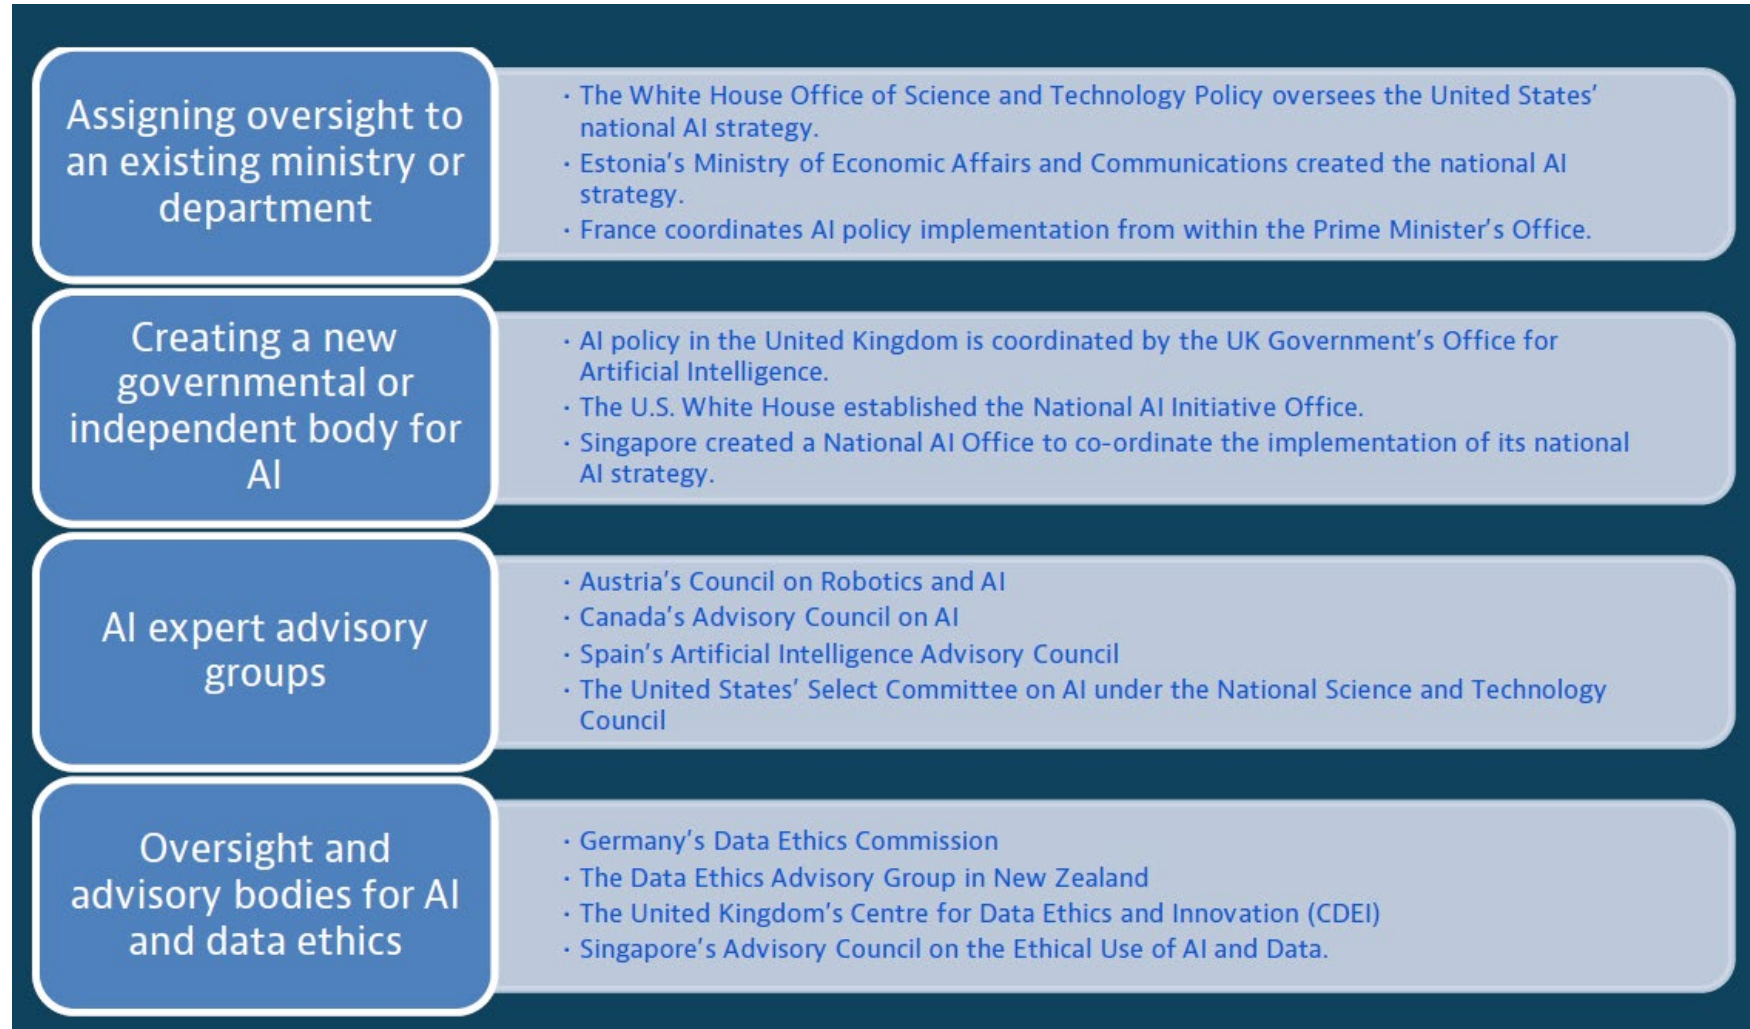 Assigning oversight to
an existing ministry or
department
· The White House Office of Science and Technology Policy oversees the United States’
national AI strategy.
· Estonia’s Ministry of Economic Affairs and Communications created the national AI
strategy.
· France coordinates AI policy implementation from within the Prime Minister’s Office.
Creating a new
governmental or
independent body for
AI
· AI policy in the United Kingdom is coordinated by the UK Government’s Office for
Artificial Intelligence.
· The U.S. White House established the National AI Initiative Office.
· Singapore created a National AI Office to co-ordinate the implementation of its national
AI strategy.
AI expert advisory
groups
· Austria’s Council on Robotics and AI
· Canada’s Advisory Council on AI
· Spain’s Artificial Intelligence Advisory Council
· The United States’ Select Committee on AI under the National Science and Technology
Council
Oversight and
advisory bodies for AI
and data ethics
· Germany’s Data Ethics Commission
· The Data Ethics Advisory Group in New Zealand
· The United Kingdom’s Centre for Data Ethics and Innovation (CDEI)
· Singapore’s Advisory Council on the Ethical Use of AI and Data.